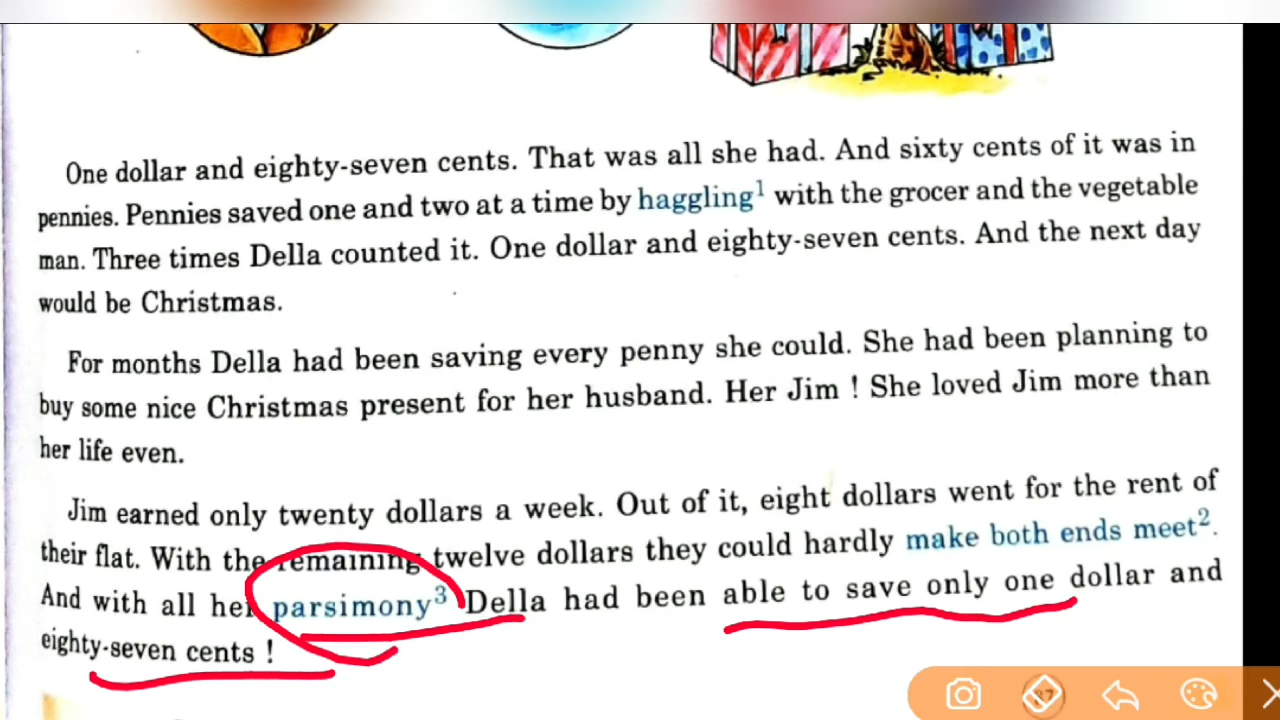 One dollar and eighty-seven cents. That was all she had. And sixty cents of it was in
pennies. Pennies saved one and two at a time by haggling¹ with the grocer and the vegetable
man. Three times Della counted it. One dollar and eighty-seven cents. And the next day
would be Christmas.
For months Della had been saving every penny she could. She had been planning to
buy some nice Christmas present for her husband. Her Jim ! She loved Jim more than
her life even.
Jim earned only twenty dollars a week. Out of it, eight dollars went for the rent of
their flat. With the remaining twelve dollars they could hardly make both ends meet².
And with all her parsimony³ Della had been able to save only one dollar and
eighty-seven cents !